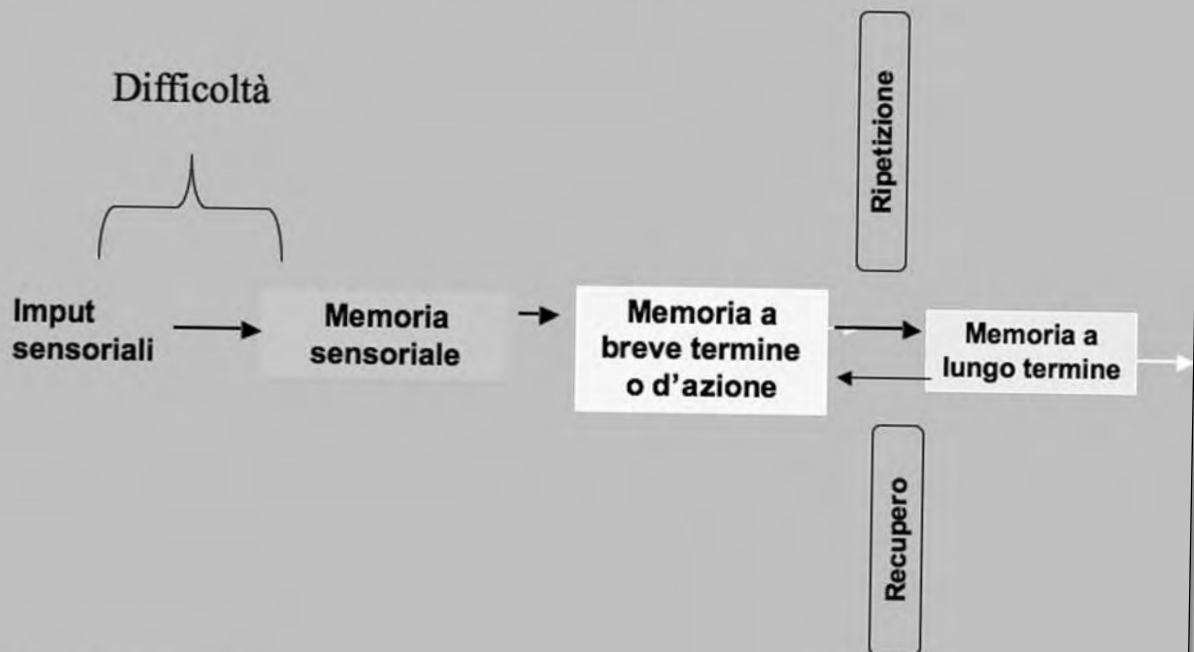 Difficoltà
Ripetizione
Imput
sensoriali
Memoria
sensoriale
Memoria a
breve termine
o d'azione
Memoria a
lungo termine
Recupero